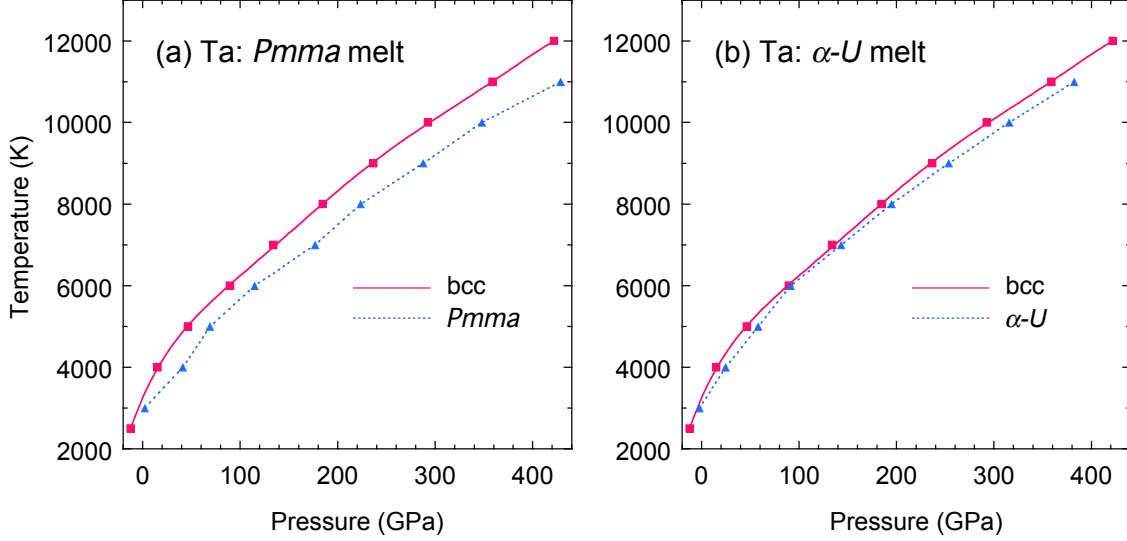 (a) Ta: Pmma melt
12000
10000
8000
6000
4000
2000
Temperature (K)
bcc
Pmma
0 100 200 300 400
Pressure (GPa)
(b) Ta: α-U melt
12000
10000
8000
6000
4000
2000
bcc
α-U
0 100 200 300 400
Pressure (GPa)